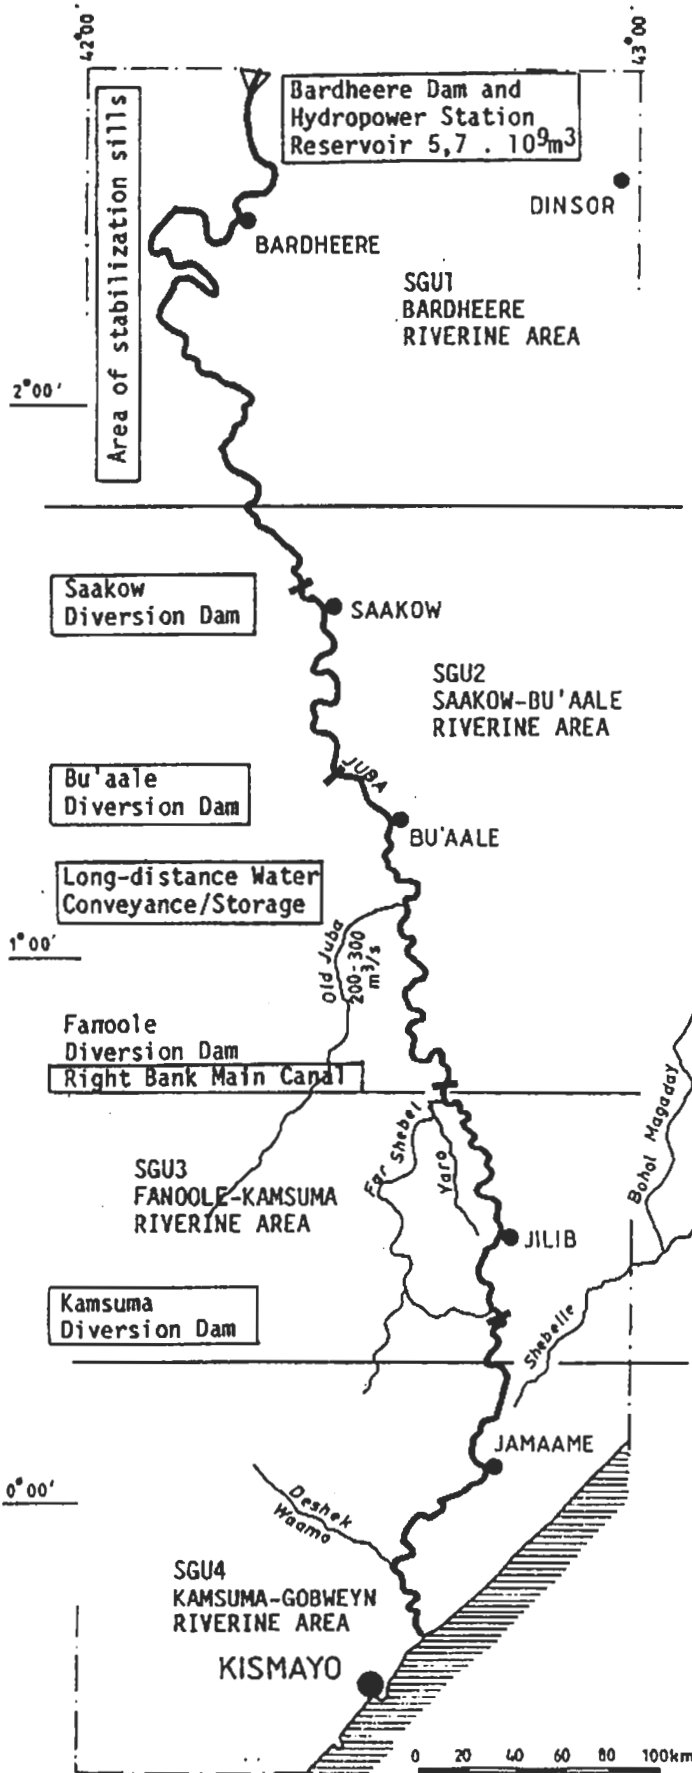 42°00'
43°00'
Bardheere Dam and
Hydropower Station
Reservoir 5,7 . 10⁹m³
Area of stabilization sills
DINSOR
BARDHEERE
SGU1
BARDHEERE
RIVERINE AREA
2°00'
Saakow
Diversion Dam
SAAKOW
SGU2
SAAKOW-BU'AALE
RIVERINE AREA
Bu'aale
Diversion Dam
JUBA
BU'AALE
Long-distance Water
Conveyance/Storage
Old Juba
200-300
m³/s
1°00'
Fanoole
Diversion Dam
Right Bank Main Canal
Bohol Magaday
Far Shebel
Yaro
SGU3
FANOOLE-KAMSUMA
RIVERINE AREA
JILIB
Kamsuma
Diversion Dam
Shebelle
JAMAAME
0°00'
Deshek
Waamo
SGU4
KAMSUMA-GOBWEYN
RIVERINE AREA
KISMAYO
0 20 40 60 80 100km